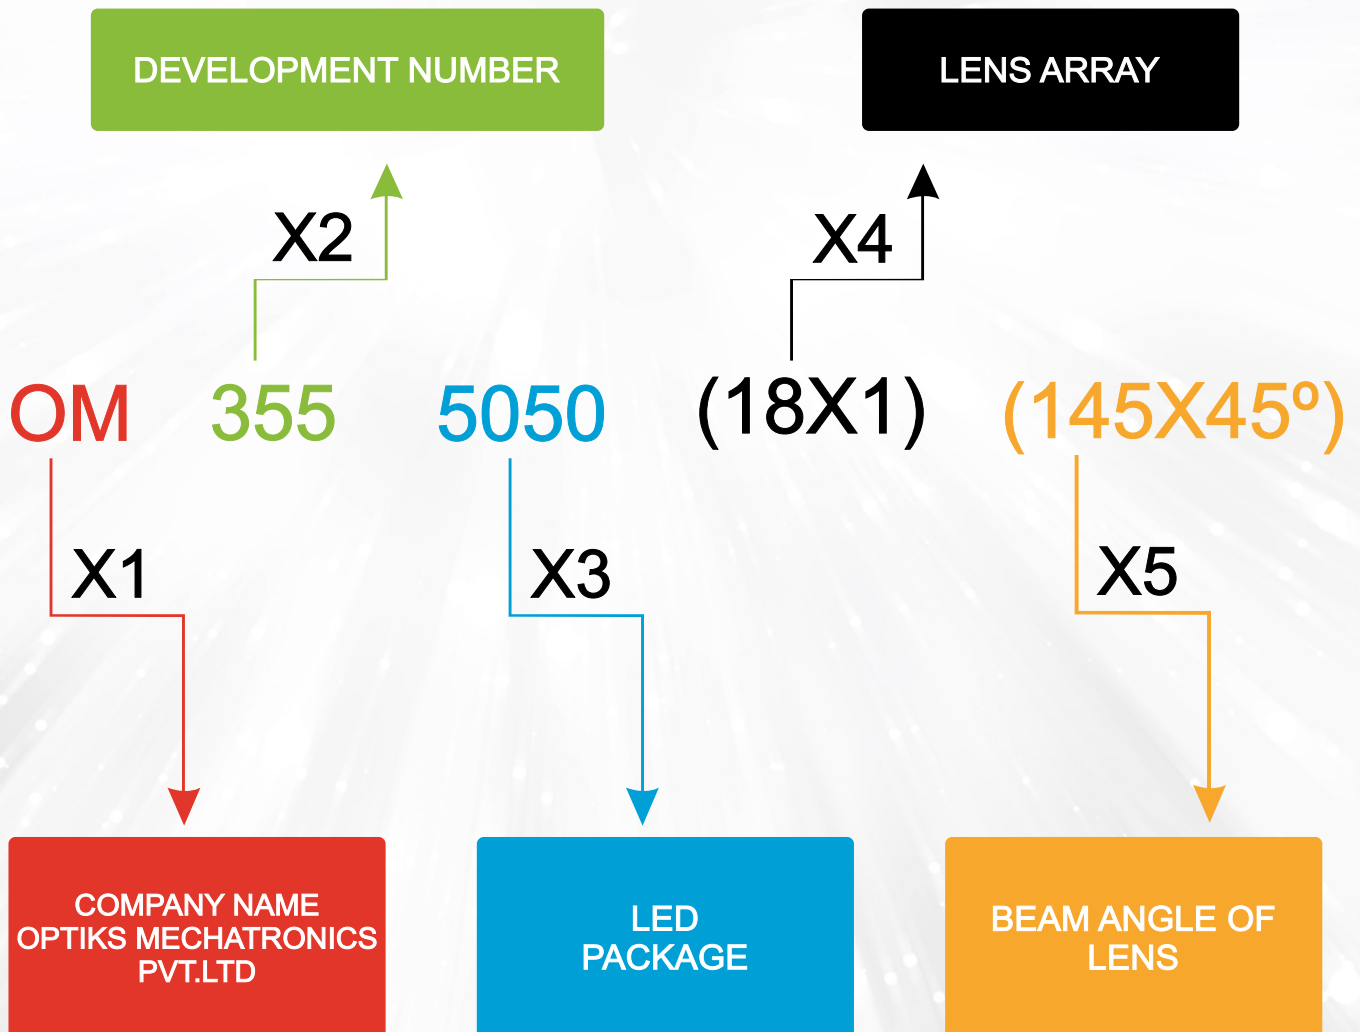 DEVELOPMENT NUMBER
LENS ARRAY
X2
X4
OM 355 5050 (18X1) (145X45º)
X1
X3
X5
COMPANY NAME
OPTIKS MECHATRONICS
PVT.LTD
LED
PACKAGE
BEAM ANGLE OF
LENS